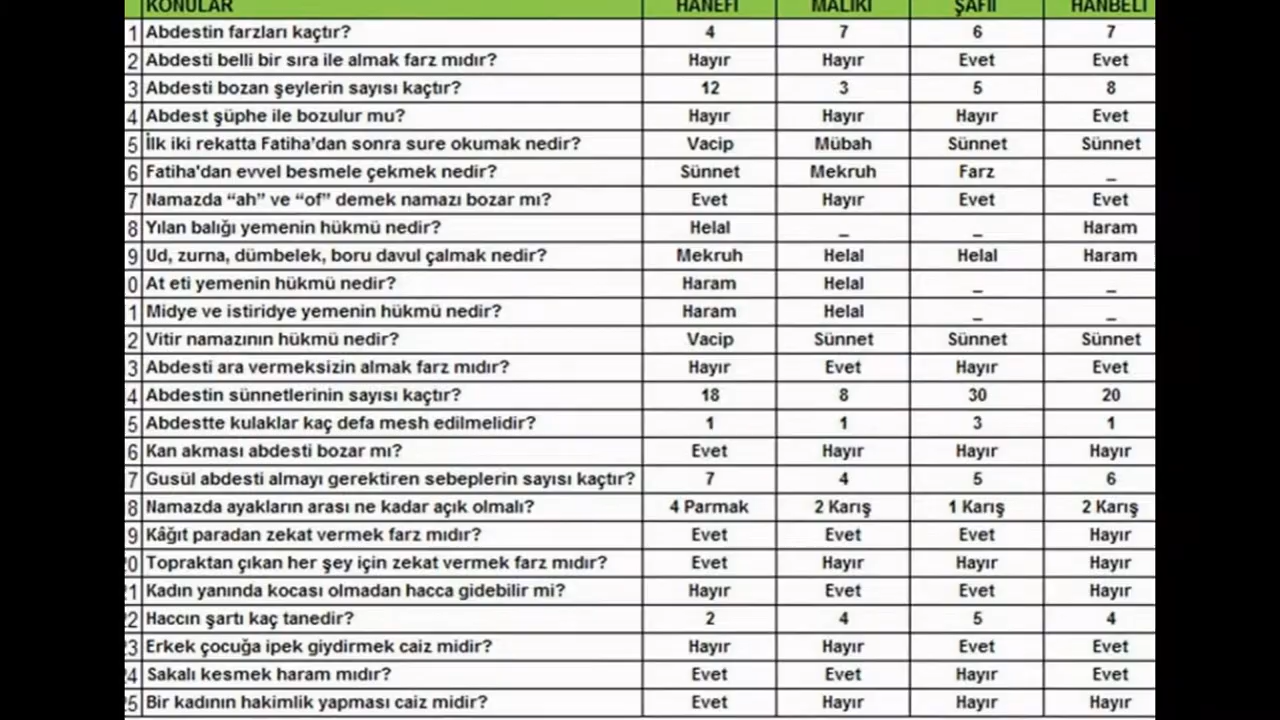 KONULAR HANEFİ MALİKİ ŞAFİİ HANBELİ
1 Abdestin farzları kaçtır? 4 7 6 7
2 Abdesti belli bir sıra ile almak farz mıdır? Hayır Hayır Evet Evet
3 Abdesti bozan şeylerin sayısı kaçtır? 12 3 5 8
4 Abdest şüphe ile bozulur mu? Hayır Hayır Hayır Evet
5 İlk iki rekatta Fatiha'dan sonra sure okumak nedir? Vacip Mübah Sünnet Sünnet
6 Fatiha'dan evvel besmele çekmek nedir? Sünnet Mekruh Farz _
7 Namazda “ah” ve “of” demek namazı bozar mı? Evet Hayır Evet Evet
8 Yılan balığı yemenin hükmü nedir? Helal _ _ Haram
9 Ud, zurna, dümbelek, boru davul çalmak nedir? Mekruh Helal Helal Haram
0 At eti yemenin hükmü nedir? Haram Helal _ _
1 Midye ve istiridye yemenin hükmü nedir? Haram Helal _ _
2 Vitir namazının hükmü nedir? Vacip Sünnet Sünnet Sünnet
3 Abdesti ara vermeksizin almak farz mıdır? Hayır Evet Hayır Evet
4 Abdestin sünnetlerinin sayısı kaçtır? 18 8 30 20
5 Abdestte kulaklar kaç defa mesh edilmelidir? 1 1 3 1
6 Kan akması abdesti bozar mı? Evet Hayır Hayır Hayır
7 Gusül abdesti almayı gerektiren sebeplerin sayısı kaçtır? 7 4 5 6
8 Namazda ayakların arası ne kadar açık olmalı? 4 Parmak 2 Karış 1 Karış 2 Karış
9 Kâğıt paradan zekat vermek farz mıdır? Evet Evet Evet Hayır
20 Topraktan çıkan her şey için zekat vermek farz mıdır? Evet Hayır Hayır Hayır
21 Kadın yanında kocası olmadan hacca gidebilir mi? Hayır Evet Evet Hayır
22 Haccın şartı kaç tanedir? 2 4 5 4
23 Erkek çocuğa ipek giydirmek caiz midir? Hayır Hayır Evet Evet
24 Sakalı kesmek haram mıdır? Evet Evet Hayır Evet
25 Bir kadının hakimlik yapması caiz midir? Evet Hayır Hayır Hayır